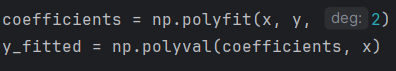 coefficients = np.polyfit(x, y, deg: 2)
y_fitted = np.polyval(coefficients, x)